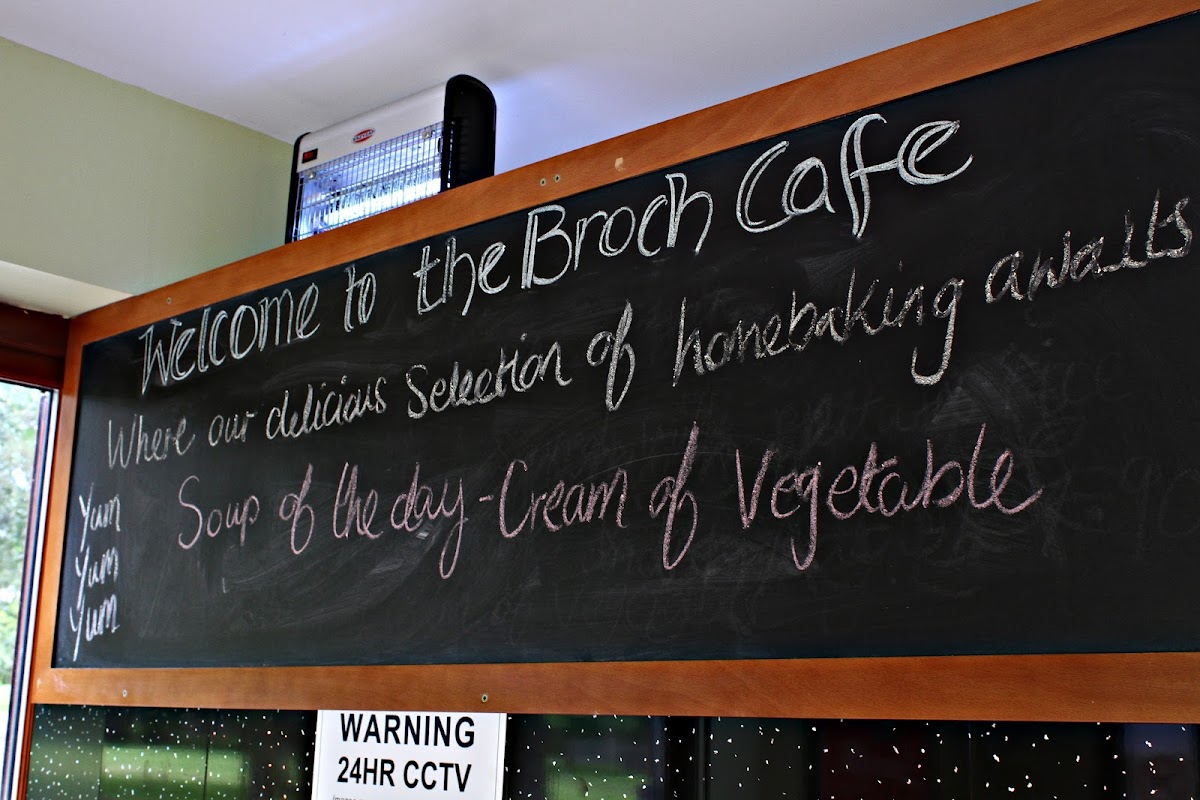 Welcome to the Broch Cafe
Where our delicious Selection of homebaking awaits
Soup of the day - Cream of Vegetable
Yum
Yum
Yum
WARNING
24HR CCTV